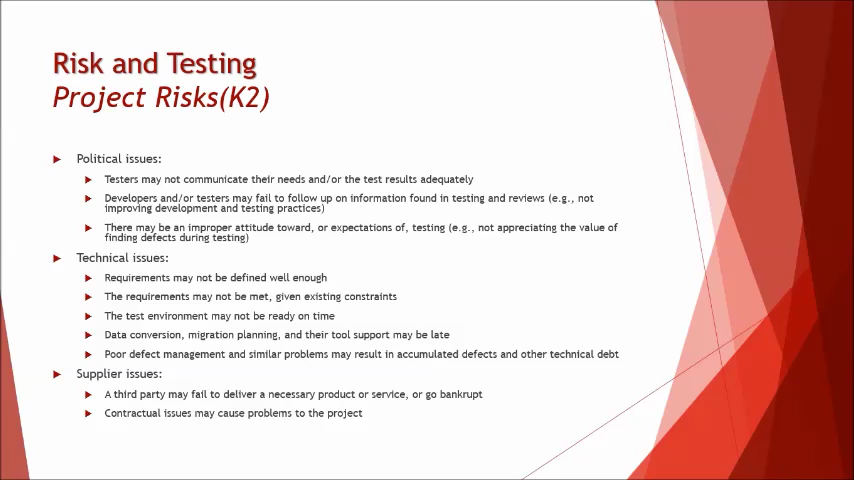 Risk and Testing
Project Risks(K2)
Political issues:
Testers may not communicate their needs and/or the test results adequately
Developers and/or testers may fail to follow up on information found in testing and reviews (e.g., not
improving development and testing practices)
There may be an improper attitude toward, or expectations of, testing (e.g., not appreciating the value of
finding defects during testing)
Technical issues:
Requirements may not be defined well enough
The requirements may not be met, given existing constraints
The test environment may not be ready on time
Data conversion, migration planning, and their tool support may be late
Poor defect management and similar problems may result in accumulated defects and other technical debt
Supplier issues:
A third party may fail to deliver a necessary product or service, or go bankrupt
Contractual issues may cause problems to the project